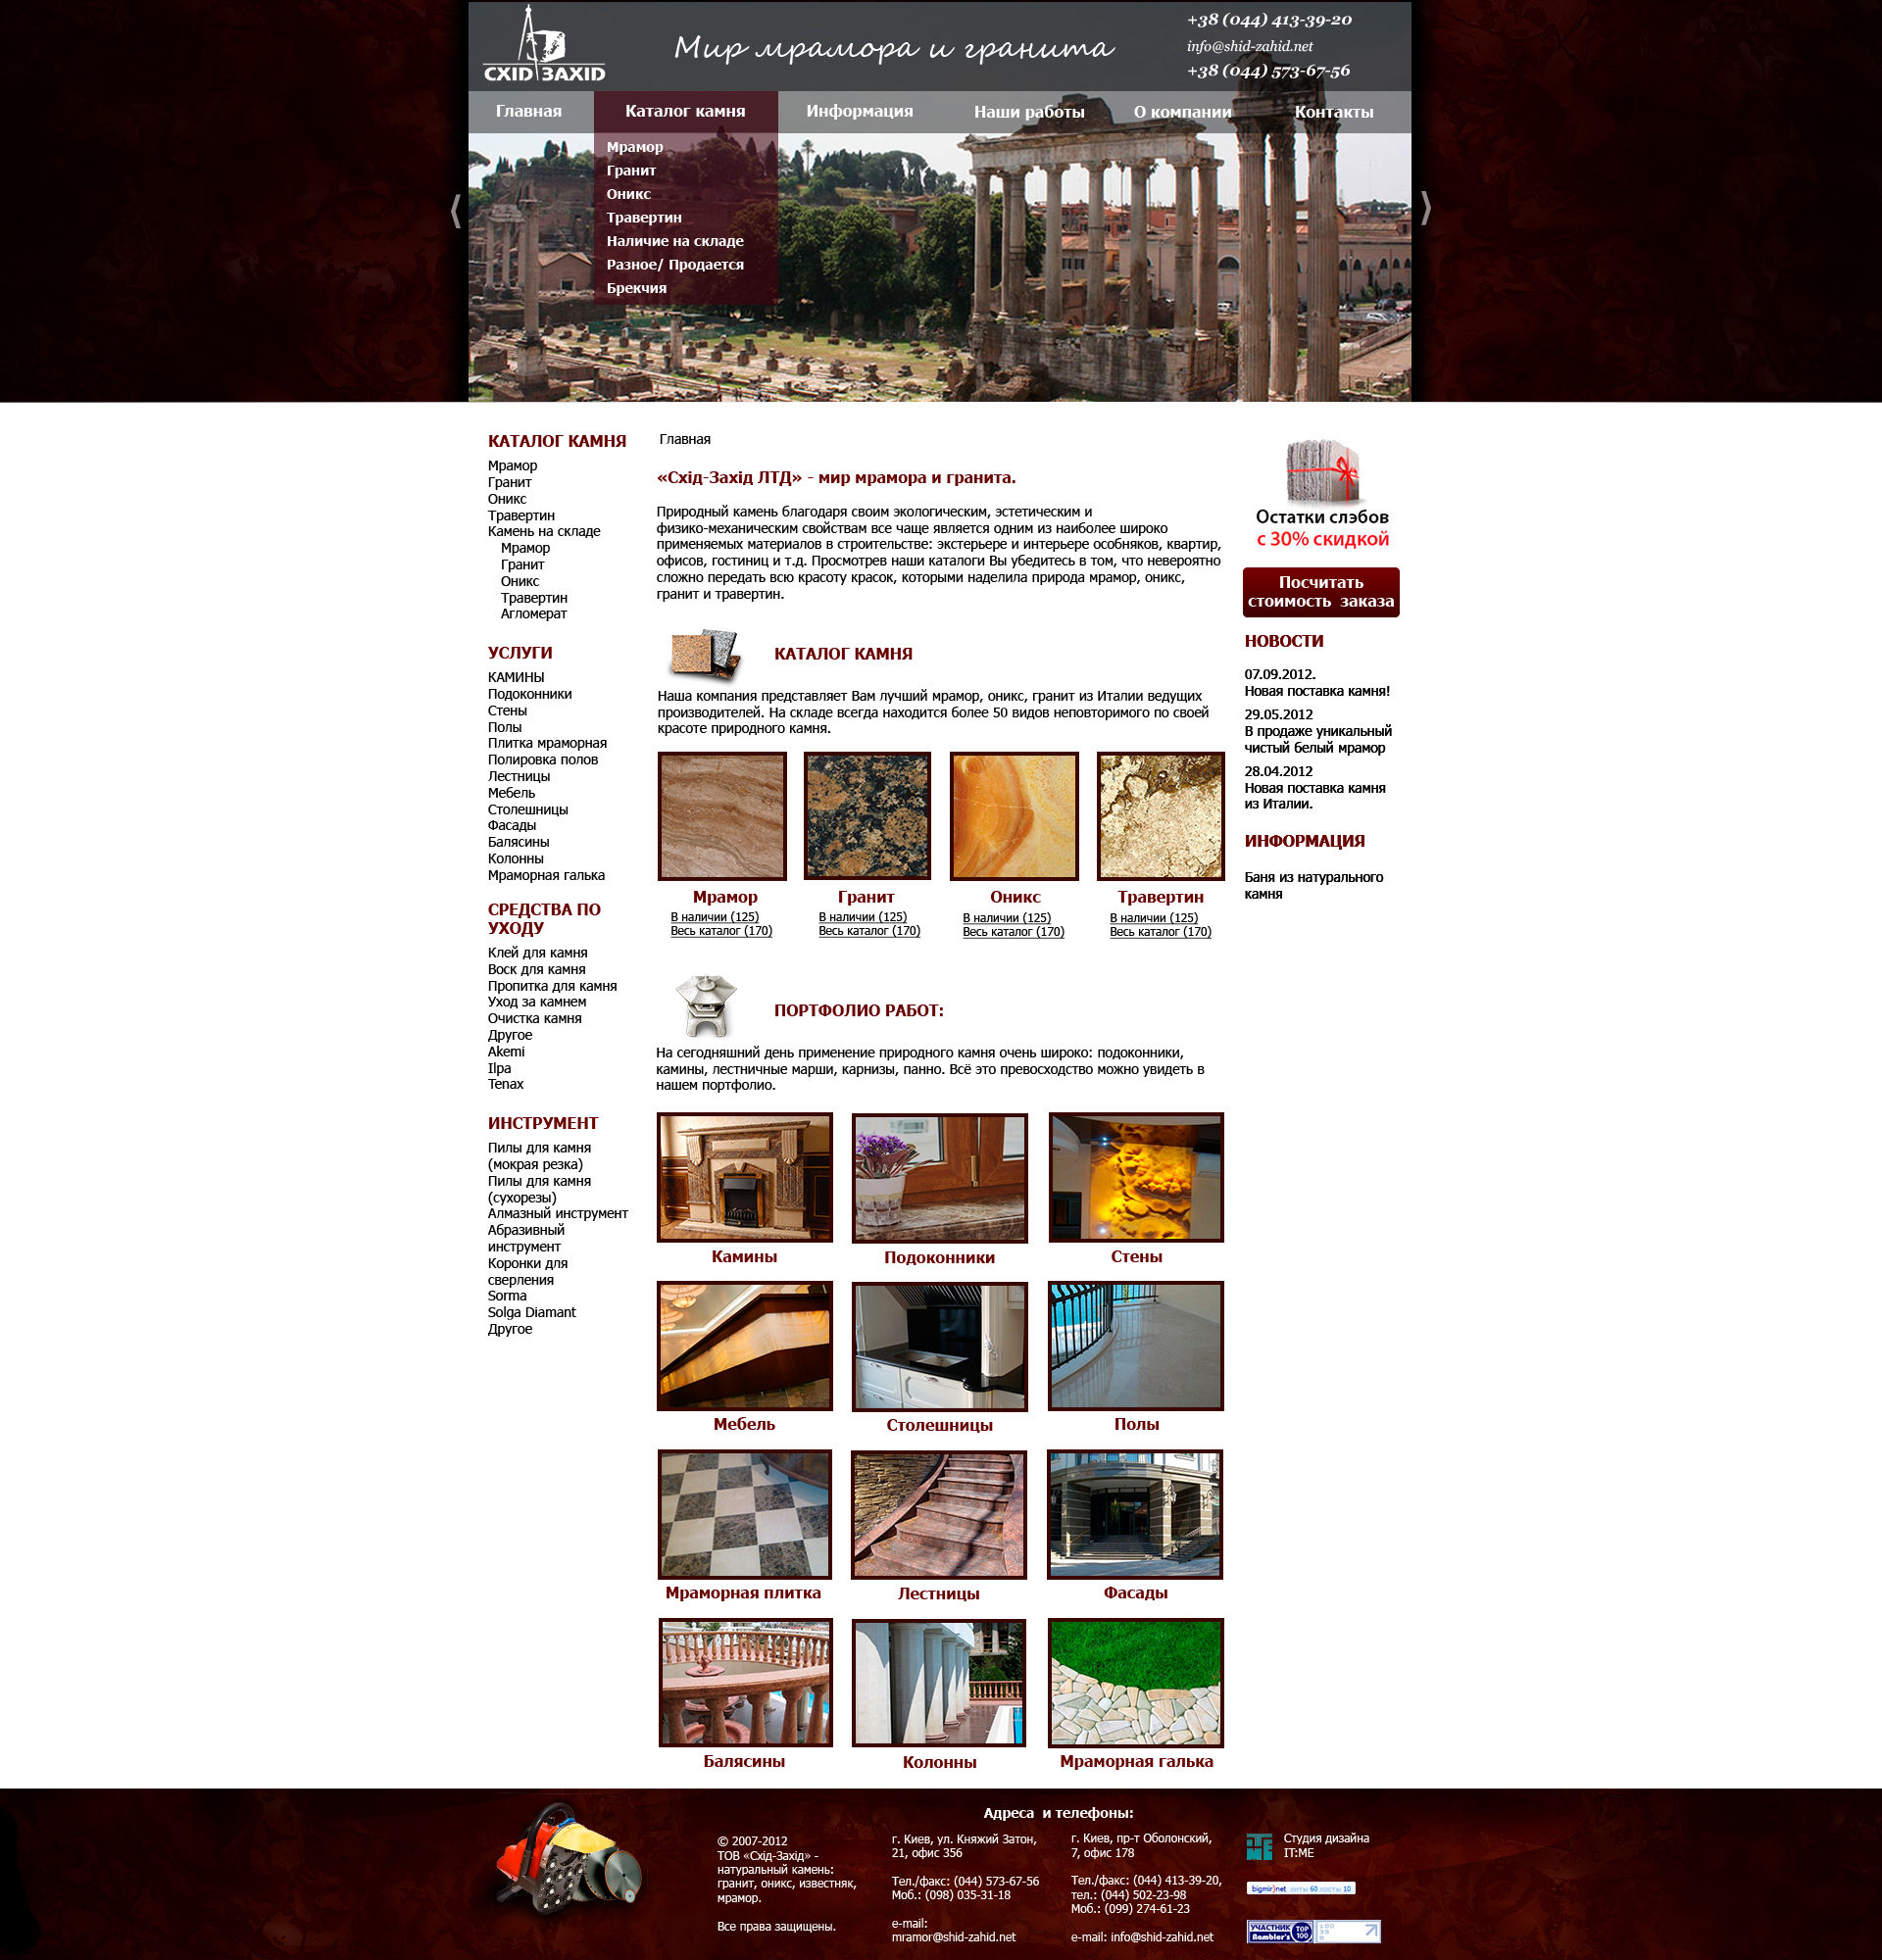 СХІД ЗАХІД
Мир мрамора и гранита
+38 (044) 413-39-20
info@shid-zahid.net
+38 (044) 573-67-56
Главная
Каталог камня
Информация
Наши работы
О компании
Контакты
Мрамор
Гранит
Оникс
Травертин
Наличие на складе
Разное/ Продается
Брекчия
КАТАЛОГ КАМНЯ
Мрамор
Гранит
Оникс
Травертин
Камень на складе
Мрамор
Гранит
Оникс
Травертин
Агломерат
УСЛУГИ
КАМИНЫ
Подоконники
Стены
Полы
Плитка мраморная
Полировка полов
Лестницы
Мебель
Столешницы
Фасады
Балясины
Колонны
Мраморная галька
СРЕДСТВА ПО
УХОДУ
Клей для камня
Воск для камня
Пропитка для камня
Уход за камнем
Очистка камня
Другое
Akemi
Ilpa
Tenax
ИНСТРУМЕНТ
Пилы для камня
(мокрая резка)
Пилы для камня
(сухорезы)
Алмазный инструмент
Абразивный
инструмент
Коронки для
сверления
Sorma
Solga Diamant
Другое
Главная
«Схід-Захід ЛТД» - мир мрамора и гранита.
Природный камень благодаря своим экологическим, эстетическим и
физико-механическим свойствам все чаще является одним из наиболее широко
применяемых материалов в строительстве: экстерьере и интерьере особняков, квартир,
офисов, гостиниц и т.д. Просмотрев наши каталоги Вы убедитесь в том, что невероятно
сложно передать всю красоту красок, которыми наделила природа мрамор, оникс,
гранит и травертин.
КАТАЛОГ КАМНЯ
Наша компания представляет Вам лучший мрамор, оникс, гранит из Италии ведущих
производителей. На складе всегда находится более 50 видов неповторимого по своей
красоте природного камня.
Мрамор
В наличии (125)
Весь каталог (170)
Гранит
В наличии (125)
Весь каталог (170)
Оникс
В наличии (125)
Весь каталог (170)
Травертин
В наличии (125)
Весь каталог (170)
ПОРТФОЛИО РАБОТ:
На сегодняшний день применение природного камня очень широко: подоконники,
камины, лестничные марши, карнизы, панно. Всё это превосходство можно увидеть в
нашем портфолио.
Камины
Подоконники
Стены
Мебель
Столешницы
Полы
Мраморная плитка
Лестницы
Фасады
Балясины
Колонны
Мраморная галька
Остатки слэбов
с 30% скидкой
Посчитать
стоимость заказа
НОВОСТИ
07.09.2012.
Новая поставка камня!
29.05.2012
В продаже уникальный
чистый белый мрамор
28.04.2012
Новая поставка камня
из Италии.
ИНФОРМАЦИЯ
Баня из натурального
камня
Адреса и телефоны:
© 2007-2012
ТОВ «Схід-Захід» -
натуральный камень:
гранит, оникс, известняк,
мрамор.
Все права защищены.
г. Киев, ул. Княжий Затон,
21, офис 356
Тел./факс: (044) 573-67-56
Моб.: (098) 035-31-18
e-mail:
mramor@shid-zahid.net
г. Киев, пр-т Оболонский,
7, офис 178
Тел./факс: (044) 413-39-20,
тел.: (044) 502-23-98
Моб.: (099) 274-61-23
e-mail: info@shid-zahid.net
Студия дизайна
IT:ME
bigmir)net хиты 60 хосты 10
УЧАСТНИК
Rambler's
TOP
100